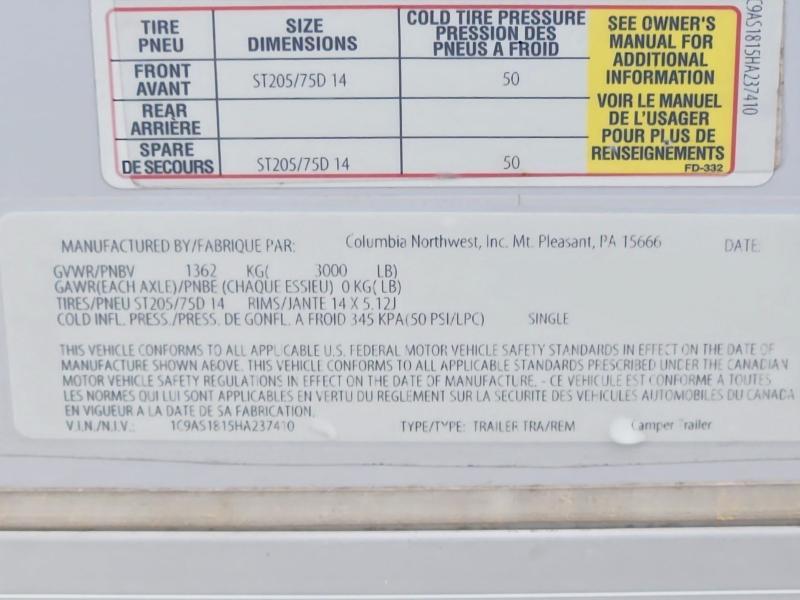 TIRE PNEU SIZE DIMENSIONS COLD TIRE PRESSURE PRESSION DES PNEUS A FROID
FRONT AVANT ST205/75D 14 50
REAR ARRIÈRE
SPARE DE SECOURS ST205/75D 14 50
SEE OWNER'S
MANUAL FOR
ADDITIONAL
INFORMATION
VOIR LE MANUEL
DE L'USAGER
POUR PLUS DE
RENSEIGNEMENTS
FD-332
1C9AS1815HA237410
MANUFACTURED BY/FABRIQUE PAR: Columbia Northwest, Inc. Mt. Pleasant, PA 15666 DATE:
GVWR/PNBV 1362 KG( 3000 LB)
GAWR(EACH AXLE)/PNBE (CHAQUE ESSIEU) 0 KG( LB)
TIRES/PNEU ST205/75D 14 RIMS/JANTE 14 X 5.12J
COLD INFL. PRESS./PRESS. DE GONFL. A FROID 345 KPA(50 PSI/LPC) SINGLE
THIS VEHICLE CONFORMS TO ALL APPLICABLE U.S. FEDERAL MOTOR VEHICLE SAFETY STANDARDS IN EFFECT ON THE DATE OF
MANUFACTURE SHOWN ABOVE. THIS VEHICLE CONFORMS TO ALL APPLICABLE STANDARDS PRESCRIBED UNDER THE CANADIAN
MOTOR VEHICLE SAFETY REGULATIONS IN EFFECT ON THE DATE OF MANUFACTURE. - CE VEHICULE EST CONFORME A TOUTES
LES NORMES QUI LUI SONT APPLICABLES EN VERTU DU REGLEMENT SUR LA SECURITE DES VEHICULES AUTOMOBILES DU CANADA
EN VIGUEUR A LA DATE DE SA FABRICATION.
V.I.N./N.I.V.: 1C9AS1815HA237410 TYPE/TYPE: TRAILER TRA/REM Camper Trailer